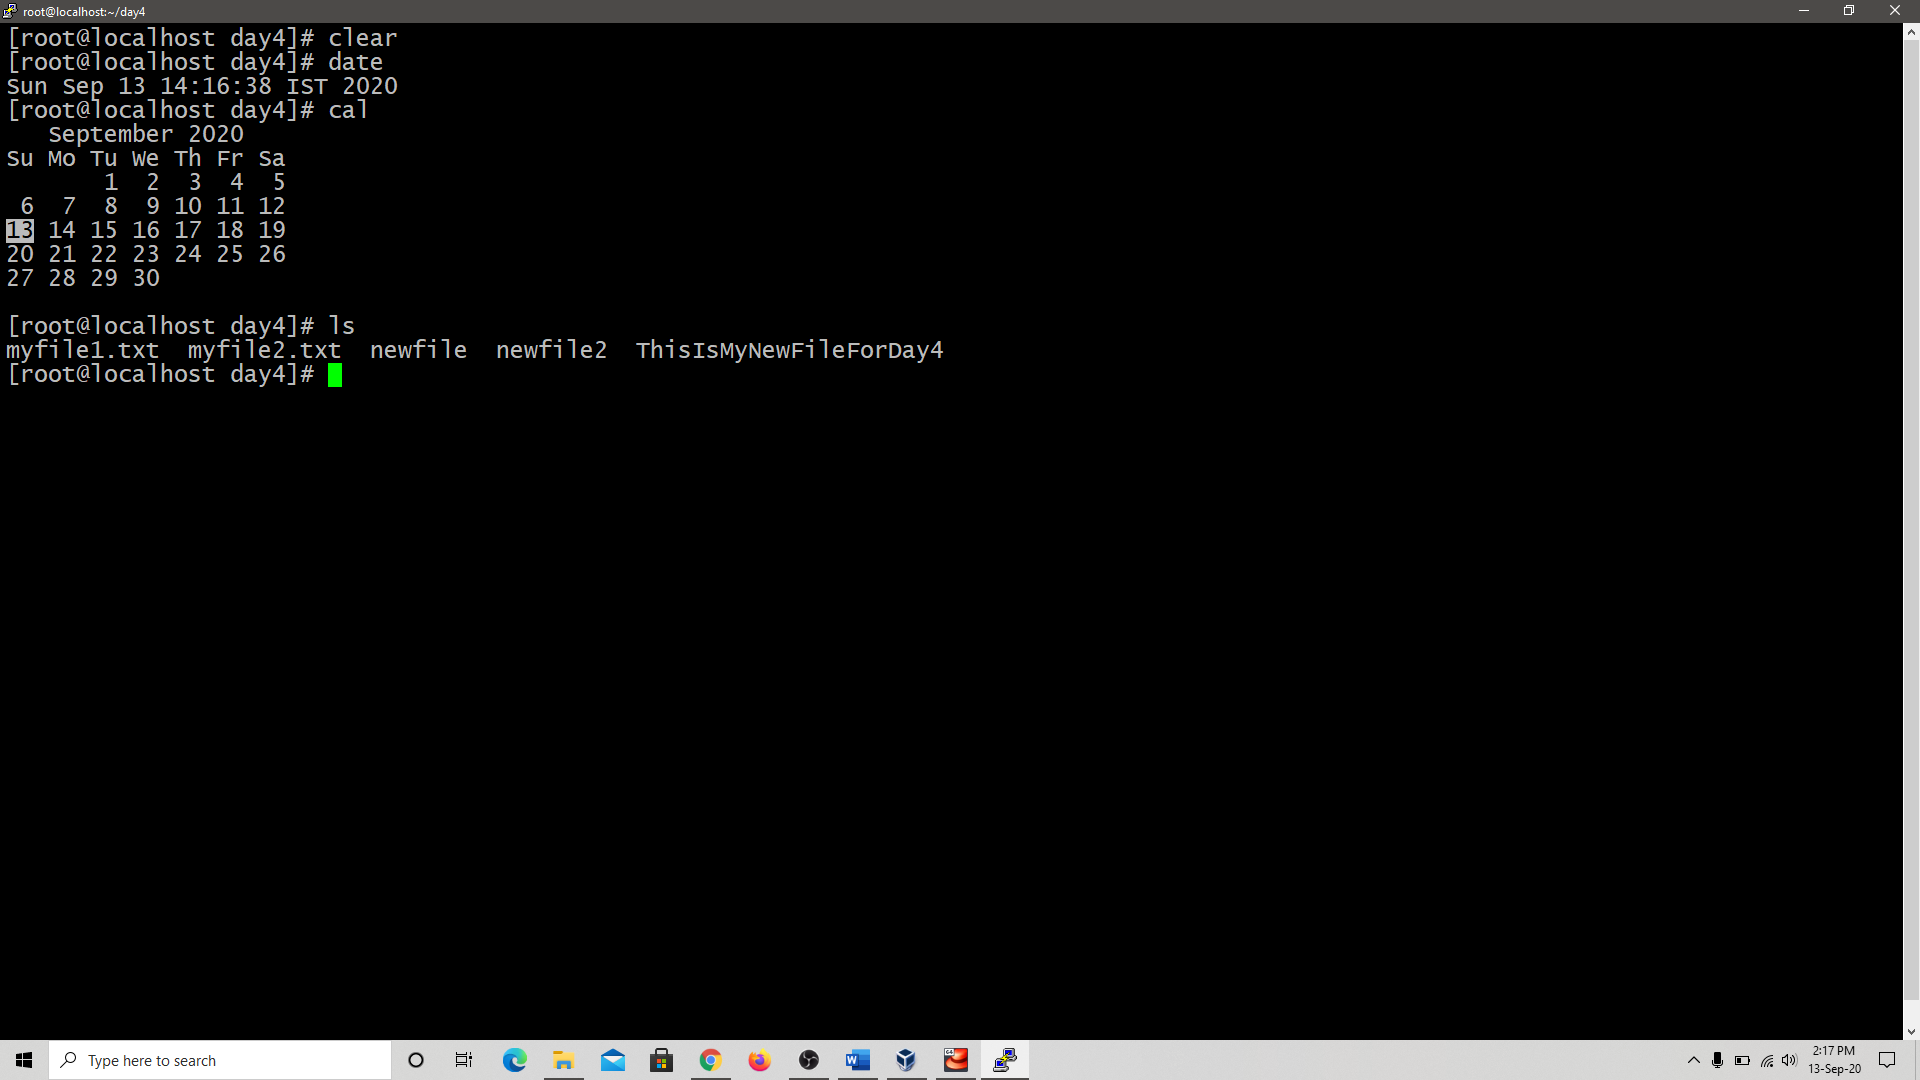 root@localhost:~/day4
[root@localhost day4]# clear
[root@localhost day4]# date
Sun Sep 13 14:16:38 IST 2020
[root@localhost day4]# cal
   September 2020
Su Mo Tu We Th Fr Sa
       1  2  3  4  5
 6  7  8  9 10 11 12
13 14 15 16 17 18 19
20 21 22 23 24 25 26
27 28 29 30
[root@localhost day4]# ls
myfile1.txt  myfile2.txt  newfile  newfile2  ThisIsMyNewFileForDay4
[root@localhost day4]#
Type here to search
2:17 PM
13-Sep-20